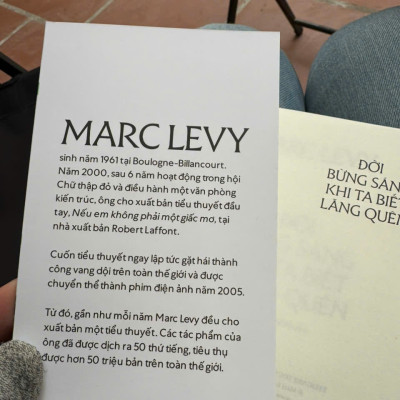 MARC LEVY
sinh năm 1961 tại Boulogne-Billancourt.
Năm 2000, sau 6 năm hoạt động trong hội
Chữ thập đỏ và điều hành một văn phòng
kiến trúc, ông cho xuất bản tiểu thuyết đầu
tay, Nếu em không phải một giấc mơ, tại
nhà xuất bản Robert Laffont.
Cuốn tiểu thuyết ngay lập tức gặt hái thành
công vang dội trên toàn thế giới và được
chuyển thể thành phim điện ảnh năm 2005.
Từ đó, gần như mỗi năm Marc Levy đều cho
xuất bản một tiểu thuyết. Các tác phẩm của
ông đã được dịch ra 50 thứ tiếng, tiêu thụ
được hơn 50 triệu bản trên toàn thế giới.
DỜI
BỪNG SÁN
KHI TA BIẾ
LÃNG QUÊ